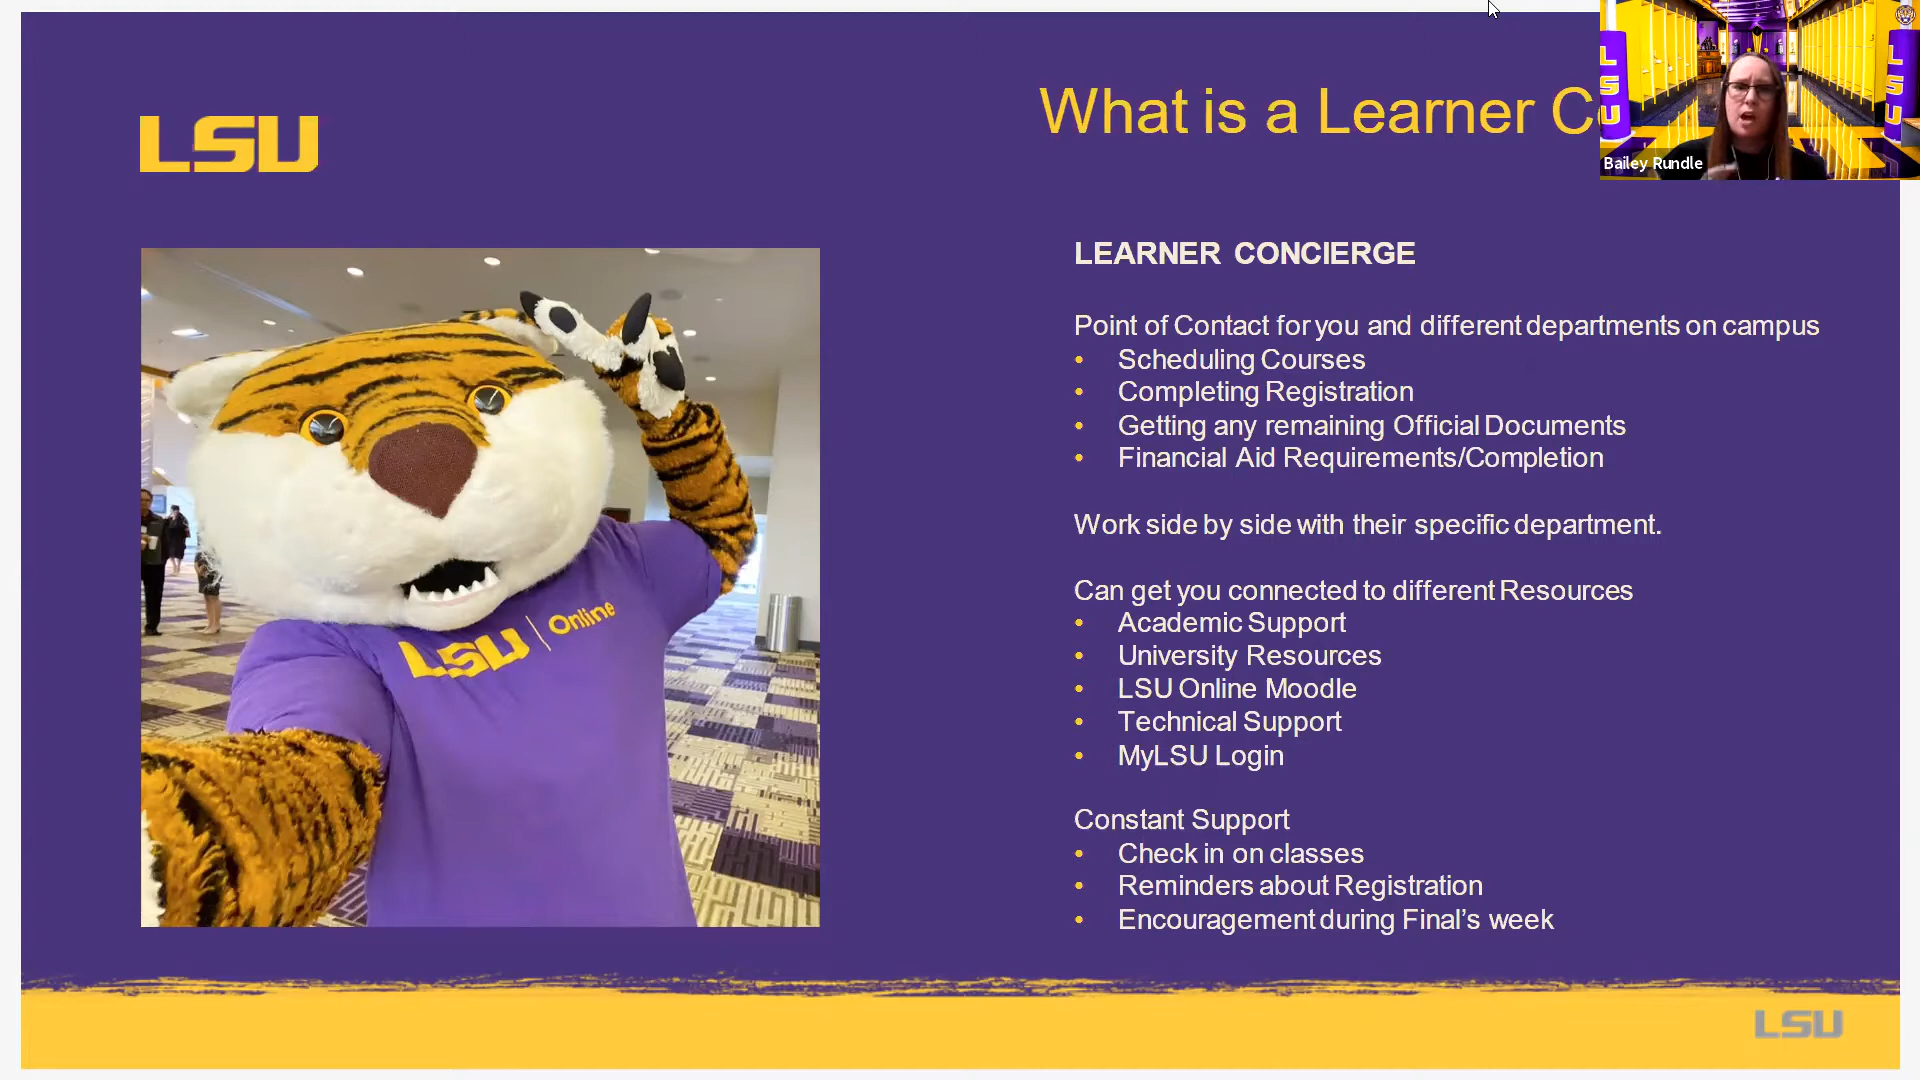 What is a Learner C
LSU
LSU
LSU
Bailey Rundle
LSU
LEARNER CONCIERGE
Point of Contact for you and different departments on campus
• Scheduling Courses
• Completing Registration
• Getting any remaining Official Documents
• Financial Aid Requirements/Completion
Work side by side with their specific department.
Can get you connected to different Resources
• Academic Support
• University Resources
• LSU Online Moodle
• Technical Support
• MyLSU Login
Constant Support
• Check in on classes
• Reminders about Registration
• Encouragement during Final’s week
LSU | Online
LSU